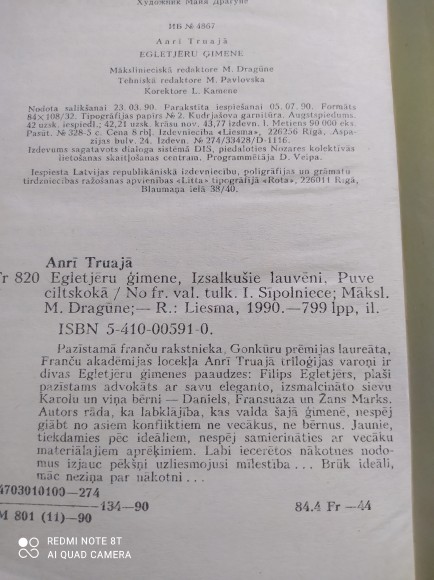 Художник Мака Драгуне
ИБ № 4867
Anrī Truajā
EGLETJĒRU ĢIMENE
Mākslinieciskā redaktore M. Dragūne
Tehniskā redaktore M. Pavlovska
Korektore L. Kamene
Nodota salikšanai 23.03.90. Parakstīta iespiešanai 05.07.90. Formāts
84×108/32. Tipogrāfijas papīrs № 2. Kudrjašova garnitūra. Augstspiedums.
42 uzsk. iespiedl.; 42,21 uzsk. krāsu nov. 43,77 izdevn. l. Metiens 90 000 eks.
Pasūt. № 328-5 c. Cena 8 rbļ. Izdevniecība «Liesma», 226256 Rīgā, Aspa-
zijas bulv. 24. Izdevn. № 274/33428/D-1116.
Izdevums sagatavots dialoga sistēmā DIS, piedaloties Nozares kolektīvās
lietošanas skaitļošanas centram. Programmētāja D. Veipa.
Iespiesta Latvijas republikāniskā izdevniecību, poligrāfijas un grāmatu
tirdzniecības ražošanas apvienības «Litta» tipogrāfijā «Rota», 226011 Rīgā,
Blaumaņa ielā 38/40.
Anrī Truajā
Tr 820 Egletjēru ģimene, Izsalkušie lauvēni. Puve
ciltskokā / No fr. val. tulk. I. Sipolniece; Māksl.
M. Dragūne;— R.: Liesma, 1990.—799 lpp, il.
ISBN 5-410-00591-0.
Pazīstamā franču rakstnieka, Gonkūru prēmijas laureāta,
Franču akadēmijas locekļa Anrī Truajā triloģijas varoņi ir
divas Egletjēru ģimenes paaudzes: Filips Egletjērs, plaši
pazīstams advokāts ar savu eleganto, izsmalcināto sievu
Karolu un viņa bērni — Daniels, Fransuāza un Žans Marks.
Autors rāda, ka labklājība, kas valda šajā ģimenē, nespēj
glābt no asiem konfliktiem ne vecākus, ne bērnus. Jaunie,
tiekdamies pēc ideāliem, nespēj samierināties ar vecāku
materiālajiem aprēķiniem. Labi iecerētos nākotnes nodo-
mus izjauc pēkšņi uzliesmojusi mīlestība... Brūk ideāli,
māc neziņa par nākotni...
4703010100—274
134—90
M 801 (11)—90
84.4 Fr —44
REDMI NOTE 8T
AI QUAD CAMERA